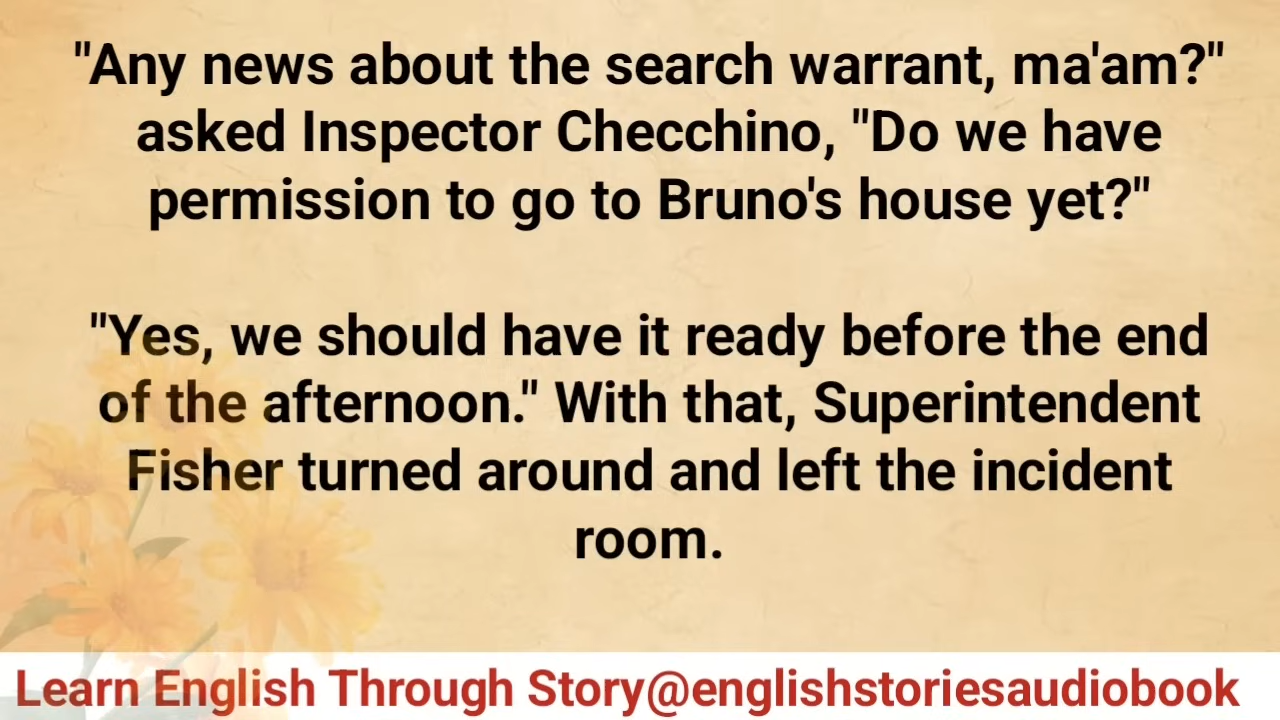 "Any news about the search warrant, ma'am?"
asked Inspector Checchino, "Do we have
permission to go to Bruno's house yet?"
"Yes, we should have it ready before the end
of the afternoon." With that, Superintendent
Fisher turned around and left the incident
room.
Learn English Through Story@englishstoriesaudiobook